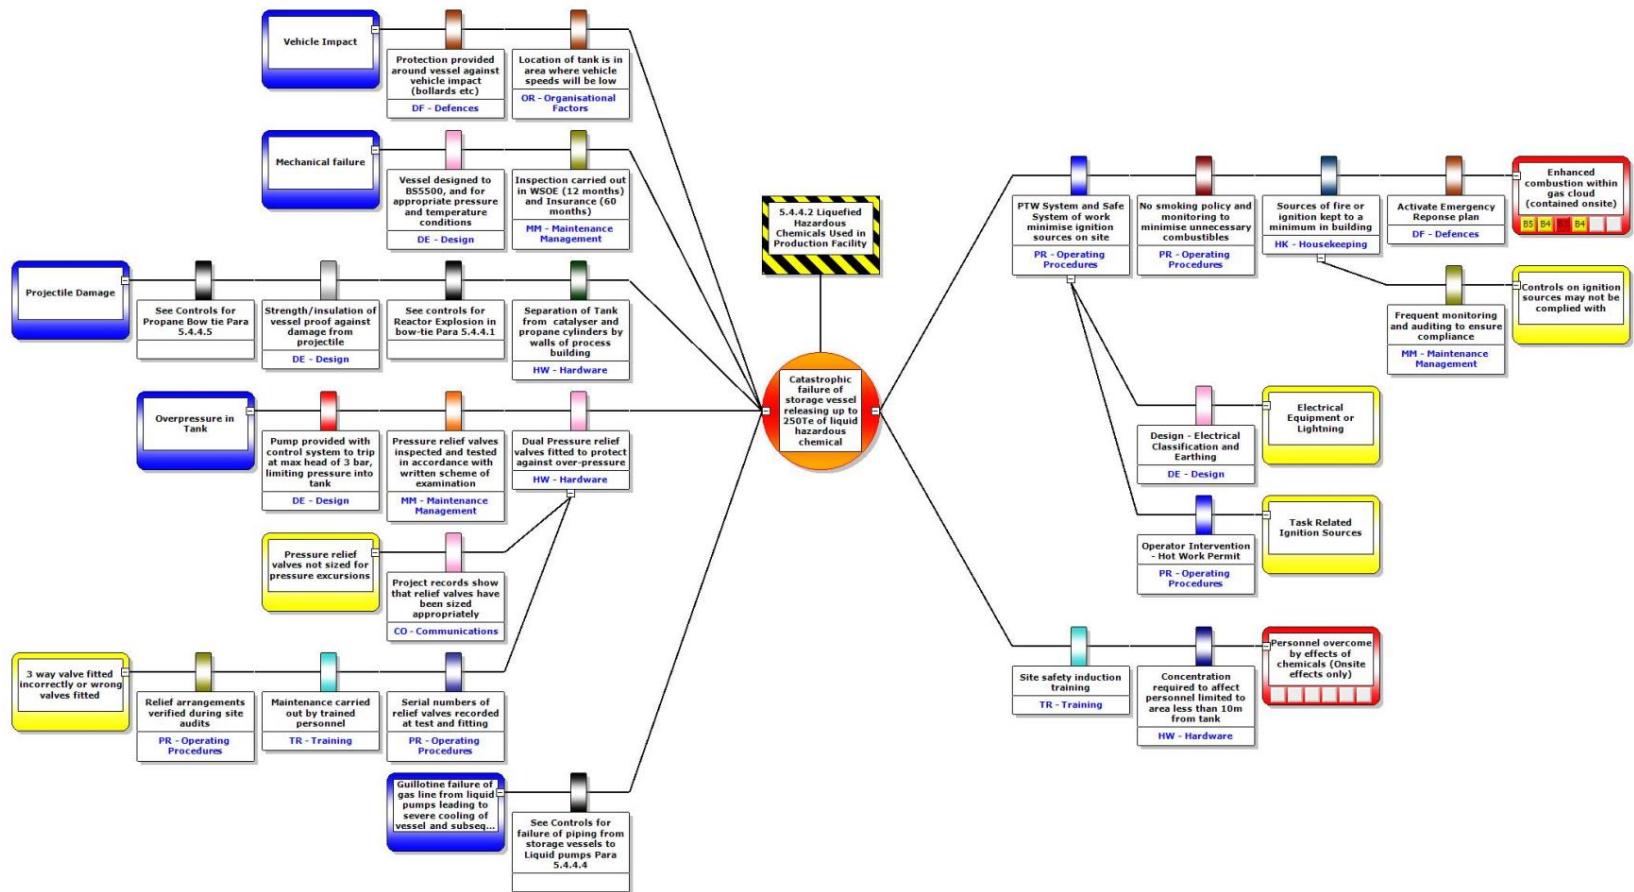 Vehicle Impact
Protection provided
around vessel against
vehicle impact
(bollards etc)
DF - Defences
Location of tank is in
area where vehicle
speeds will be low
OR - Organisational
Factors
Mechanical failure
Vessel designed to
BS5500, and for
appropriate pressure
and temperature
conditions
DE - Design
Inspection carried out
in WSOE (12 months)
and Insurance (60
months)
MM - Maintenance
Management
Projectile Damage
See Controls for
Propane Bow tie Para
5.4.4.5
Strength/insulation of
vessel proof against
damage from
projectile
DE - Design
See controls for
Reactor Explosion in
bow-tie Para 5.4.4.1
Separation of Tank
from catalyser and
propane cylinders by
walls of process
building
HW - Hardware
Overpressure in
Tank
Pump provided with
control system to trip
at max head of 3 bar,
limiting pressure into
tank
DE - Design
Pressure relief valves
inspected and tested
in accordance with
written scheme of
examination
MM - Maintenance
Management
Dual Pressure relief
valves fitted to protect
against over-pressure
HW - Hardware
Pressure relief
valves not sized for
pressure excursions
Project records show
that relief valves have
been sized
appropriately
CO - Communications
3 way valve fitted
incorrectly or wrong
valves fitted
Relief arrangements
verified during site
audits
PR - Operating
Procedures
Maintenance carried
out by trained
personnel
TR - Training
Serial numbers of
relief valves recorded
at test and fitting
PR - Operating
Procedures
Guillotine failure of
gas line from liquid
pumps leading to
severe cooling of
vessel and subseq...
See Controls for
failure of piping from
storage vessels to
Liquid pumps Para
5.4.4.4
5.4.4.2 Liquefied
Hazardous
Chemicals Used in
Production Facility
Catastrophic
failure of
storage vessel
releasing up to
250Te of liquid
hazardous
chemical
PTW System and Safe
System of work
minimise ignition
sources on site
PR - Operating
Procedures
No smoking policy and
monitoring to
minimise unnecessary
combustibles
PR - Operating
Procedures
Sources of fire or
ignition kept to a
minimum in building
HK - Housekeeping
Activate Emergency
Reponse plan
DF - Defences
Enhanced
combustion within
gas cloud
(contained onsite)
B5 B4 B3 B4
Frequent monitoring
and auditing to ensure
compliance
MM - Maintenance
Management
Controls on ignition
sources may not be
complied with
Design - Electrical
Classification and
Earthing
DE - Design
Electrical
Equipment or
Lightning
Operator Intervention
- Hot Work Permit
PR - Operating
Procedures
Task Related
Ignition Sources
Site safety induction
training
TR - Training
Concentration
required to affect
personnel limited to
area less than 10m
from tank
HW - Hardware
Personnel overcome
by effects of
chemicals (Onsite
effects only)